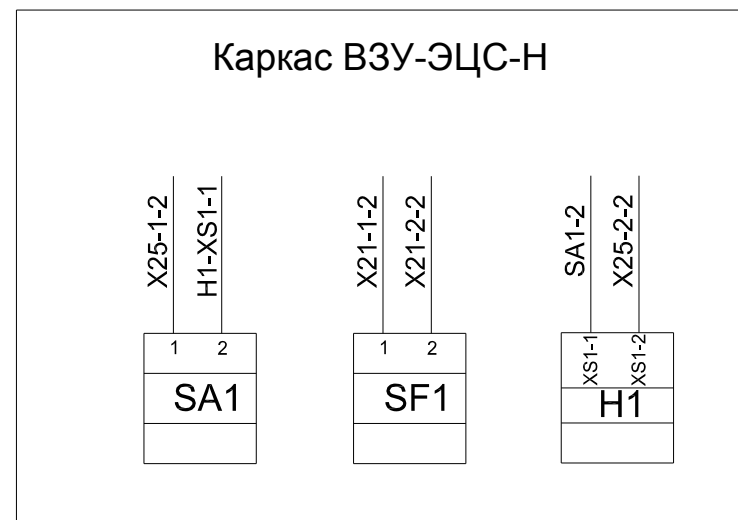 Каркас ВЗУ-ЭЦС-Н
X25-1-2
H1-XS1-1
X21-1-2
X21-2-2
SA1-2
X25-2-2
1 2
1 2
XS1-1
XS1-2
SA1
SF1
H1